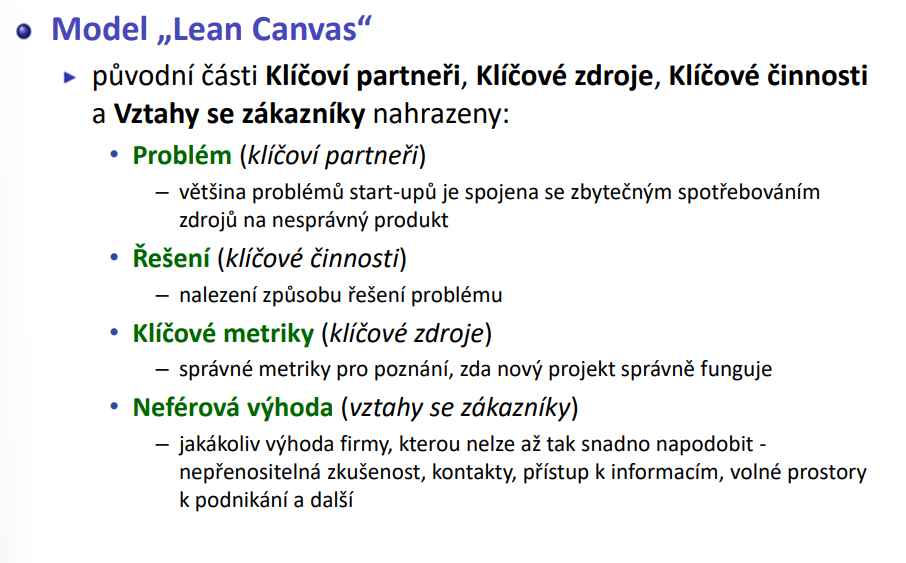 Model „Lean Canvas“
původní části Klíčoví partneři, Klíčové zdroje, Klíčové činnosti
a Vztahy se zákazníky nahrazeny:
Problém (klíčoví partneři)
– většina problémů start-upů je spojena se zbytečným spotřebováním
zdrojů na nesprávný produkt
Řešení (klíčové činnosti)
– nalezení způsobu řešení problému
Klíčové metriky (klíčové zdroje)
– správné metriky pro poznání, zda nový projekt správně funguje
Neférová výhoda (vztahy se zákazníky)
– jakákoliv výhoda firmy, kterou nelze až tak snadno napodobit -
nepřenositelná zkušenost, kontakty, přístup k informacím, volné prostory
k podnikání a další